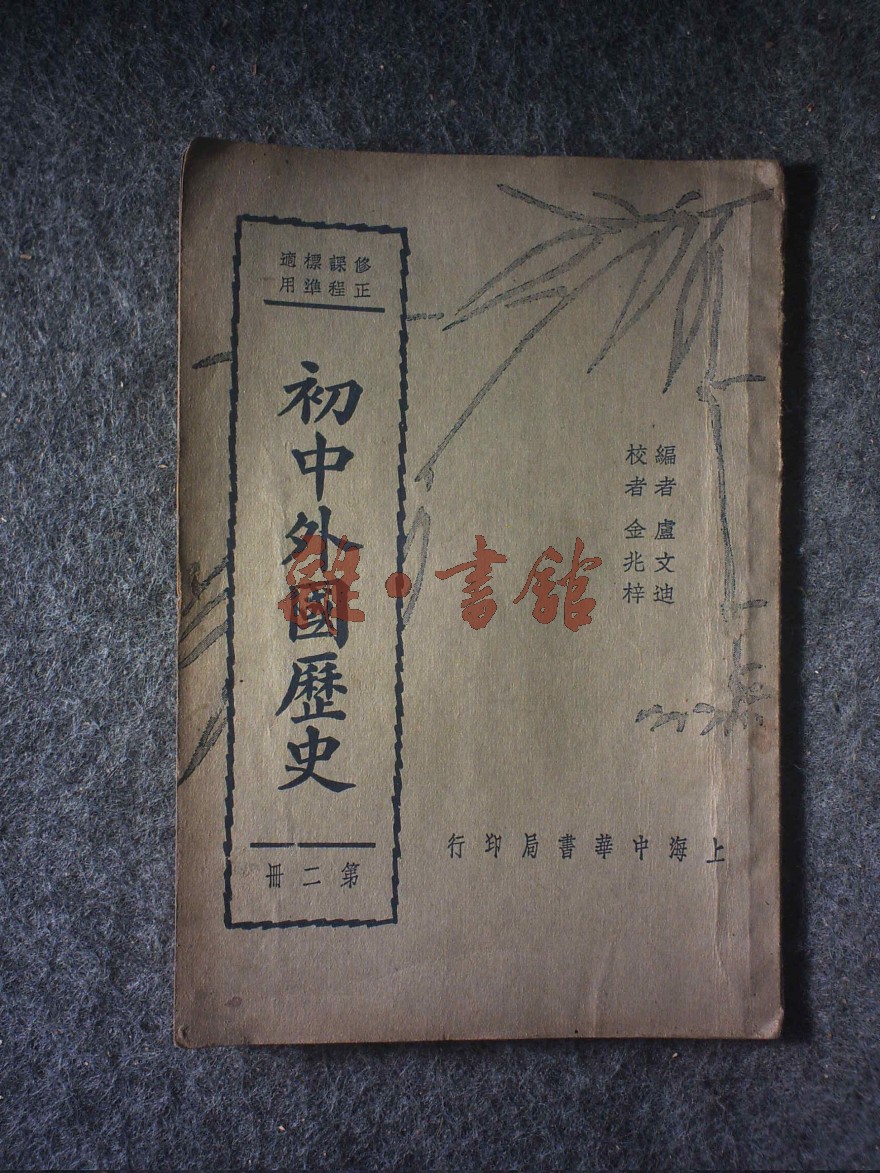 修正課程標準適用
初中外國歷史
第二冊
編者 盧文迪
校者 金兆梓
上海中華書局印行
雜·書館